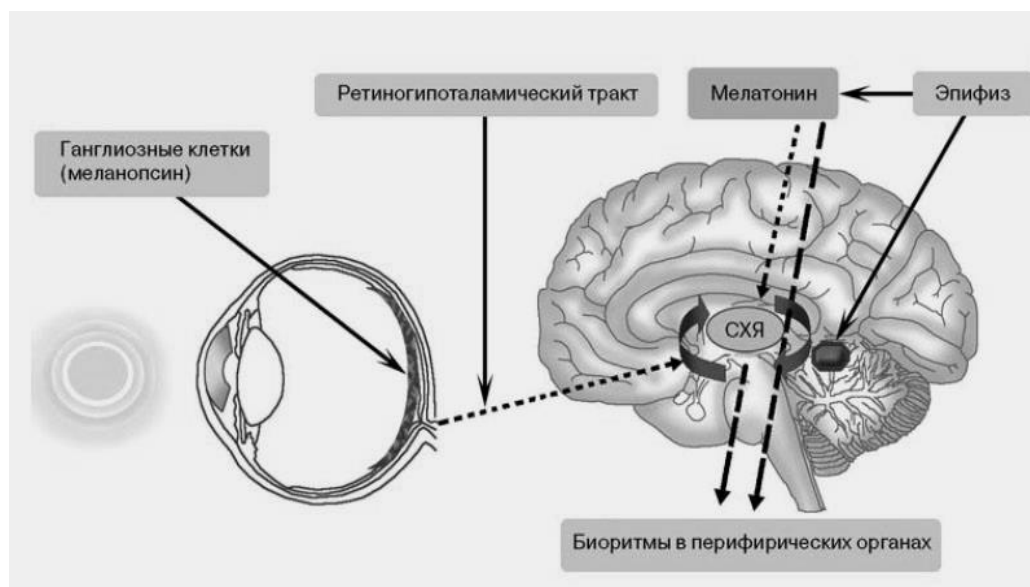 Ретиногипоталамический тракт
Мелатонин
Эпифиз
Ганглиозные клетки
(меланопсин)
СХЯ
Биоритмы в перифирических органах